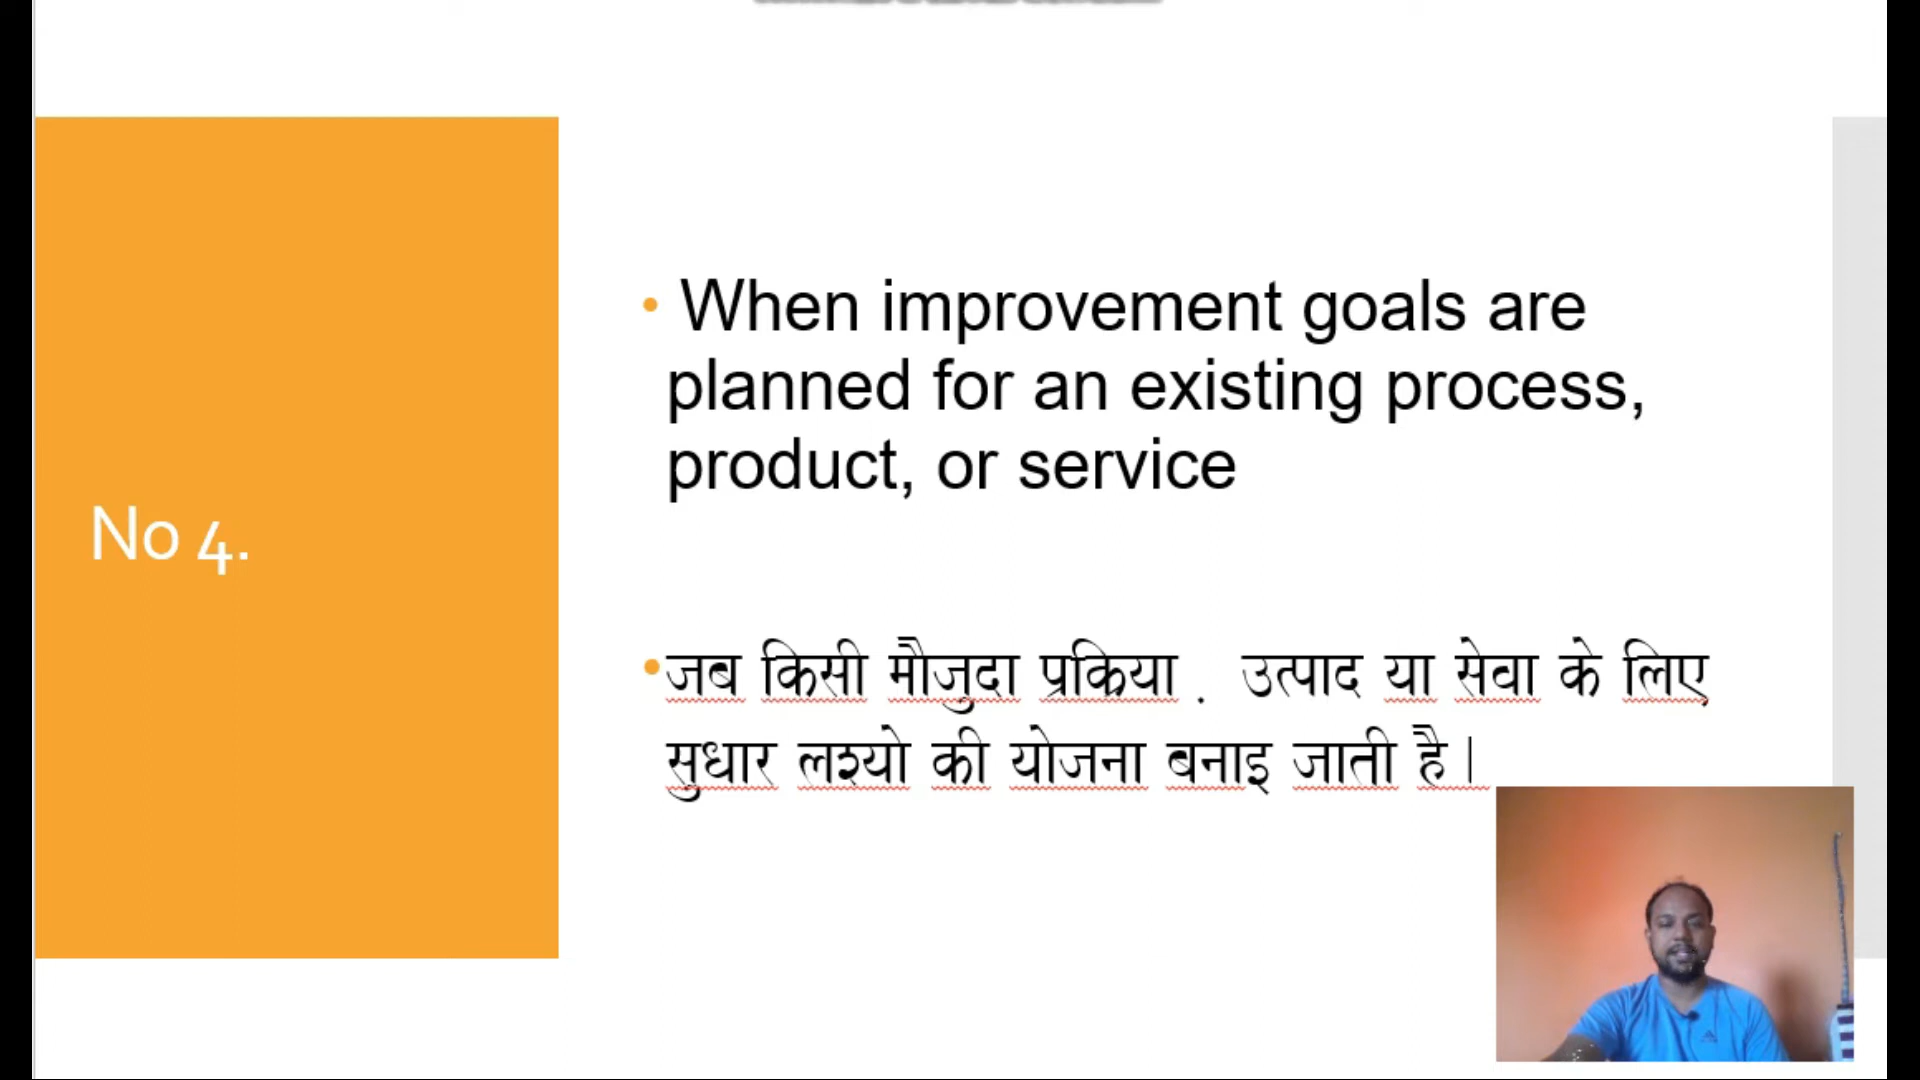 No 4.
• When improvement goals are
planned for an existing process,
product, or service
•जब किसी मौजुदा प्रक्रिया . उत्पाद या सेवा के लिए
सुधार लश्यो की योजना बनाइ जाती है।